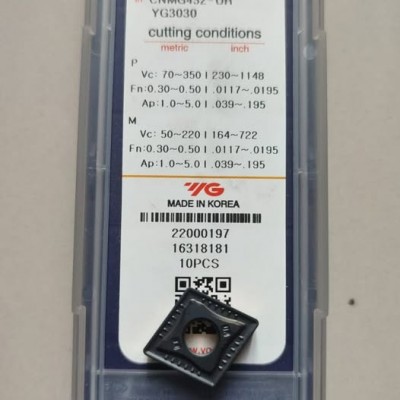 CNMG432-UR
YG3030
cutting conditions
metric inch
P
Vc: 70~350 | 230~1148
Fn:0.30~0.50 | .0117~.0195
Ap:1.0~5.0 | .039~.195
M
Vc: 50~220 | 164~722
Fn:0.30~0.50 | .0117~.0195
Ap:1.0~5.0 | .039~.195
YG
MADE IN KOREA
22000197
16318181
10PCS